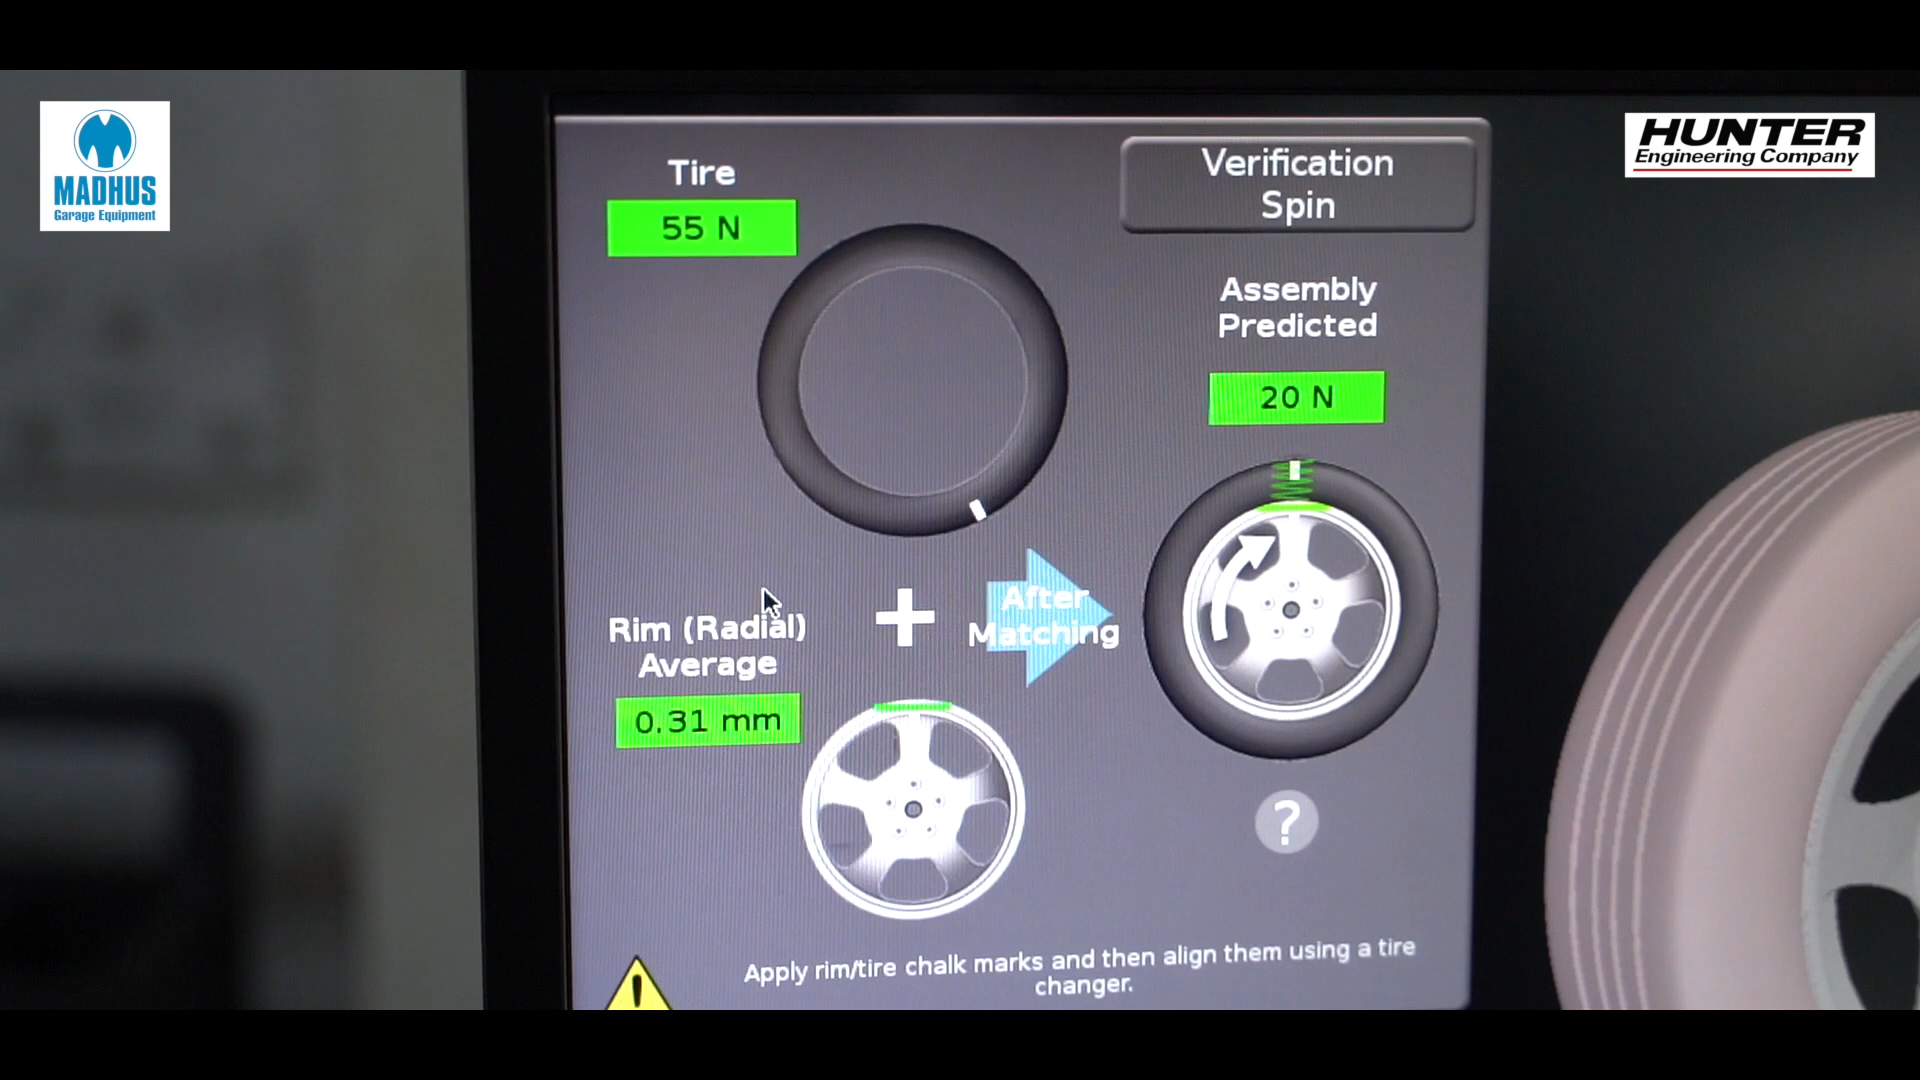 MADHUS
Garage Equipment
HUNTER
Engineering Company
Tire
55 N
Verification
Spin
Assembly
Predicted
20 N
Rim (Radial)
Average
0.31 mm
After
Matching
?
Apply rim/tire chalk marks and then align them using a tire
changer.